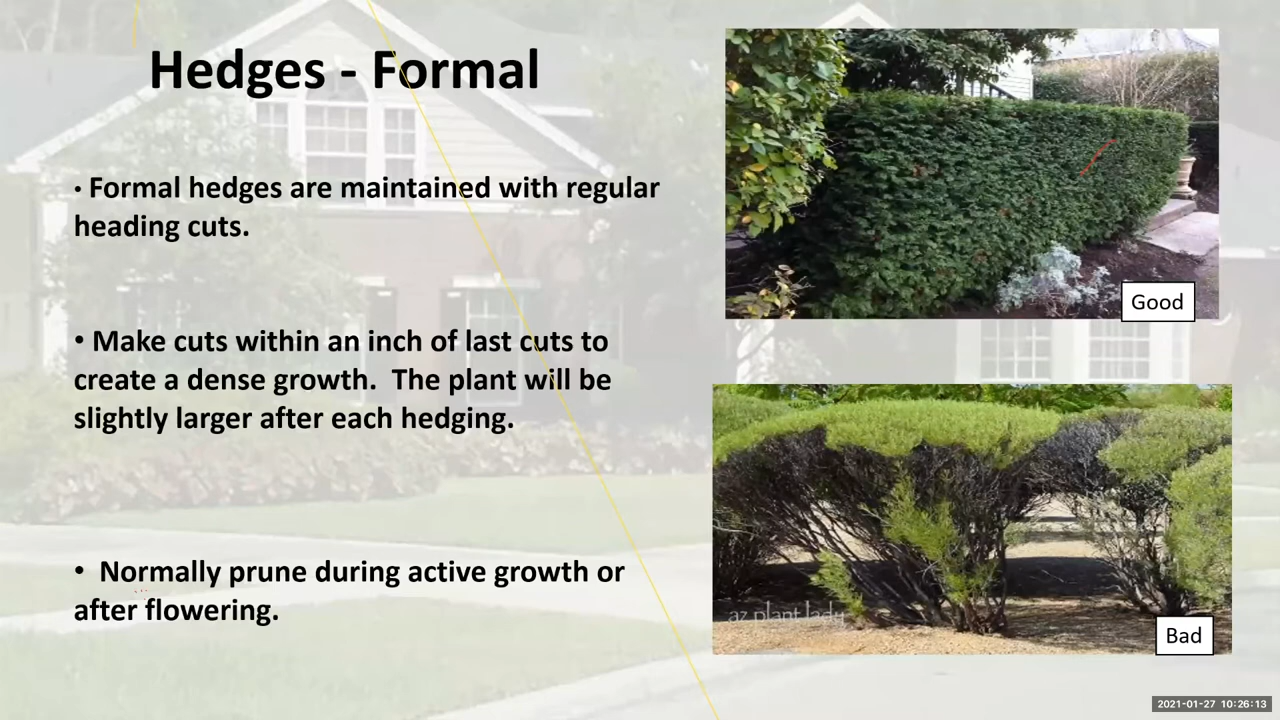 Hedges - Formal
• Formal hedges are maintained with regular
heading cuts.
• Make cuts within an inch of last cuts to
create a dense growth. The plant will be
slightly larger after each hedging.
• Normally prune during active growth or
after flowering.
Good
az plant lady
Bad
2021-01-27 10:26:13